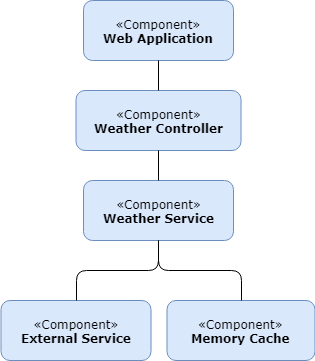 «Component»
Web Application
«Component»
Weather Controller
«Component»
Weather Service
«Component»
External Service
«Component»
Memory Cache